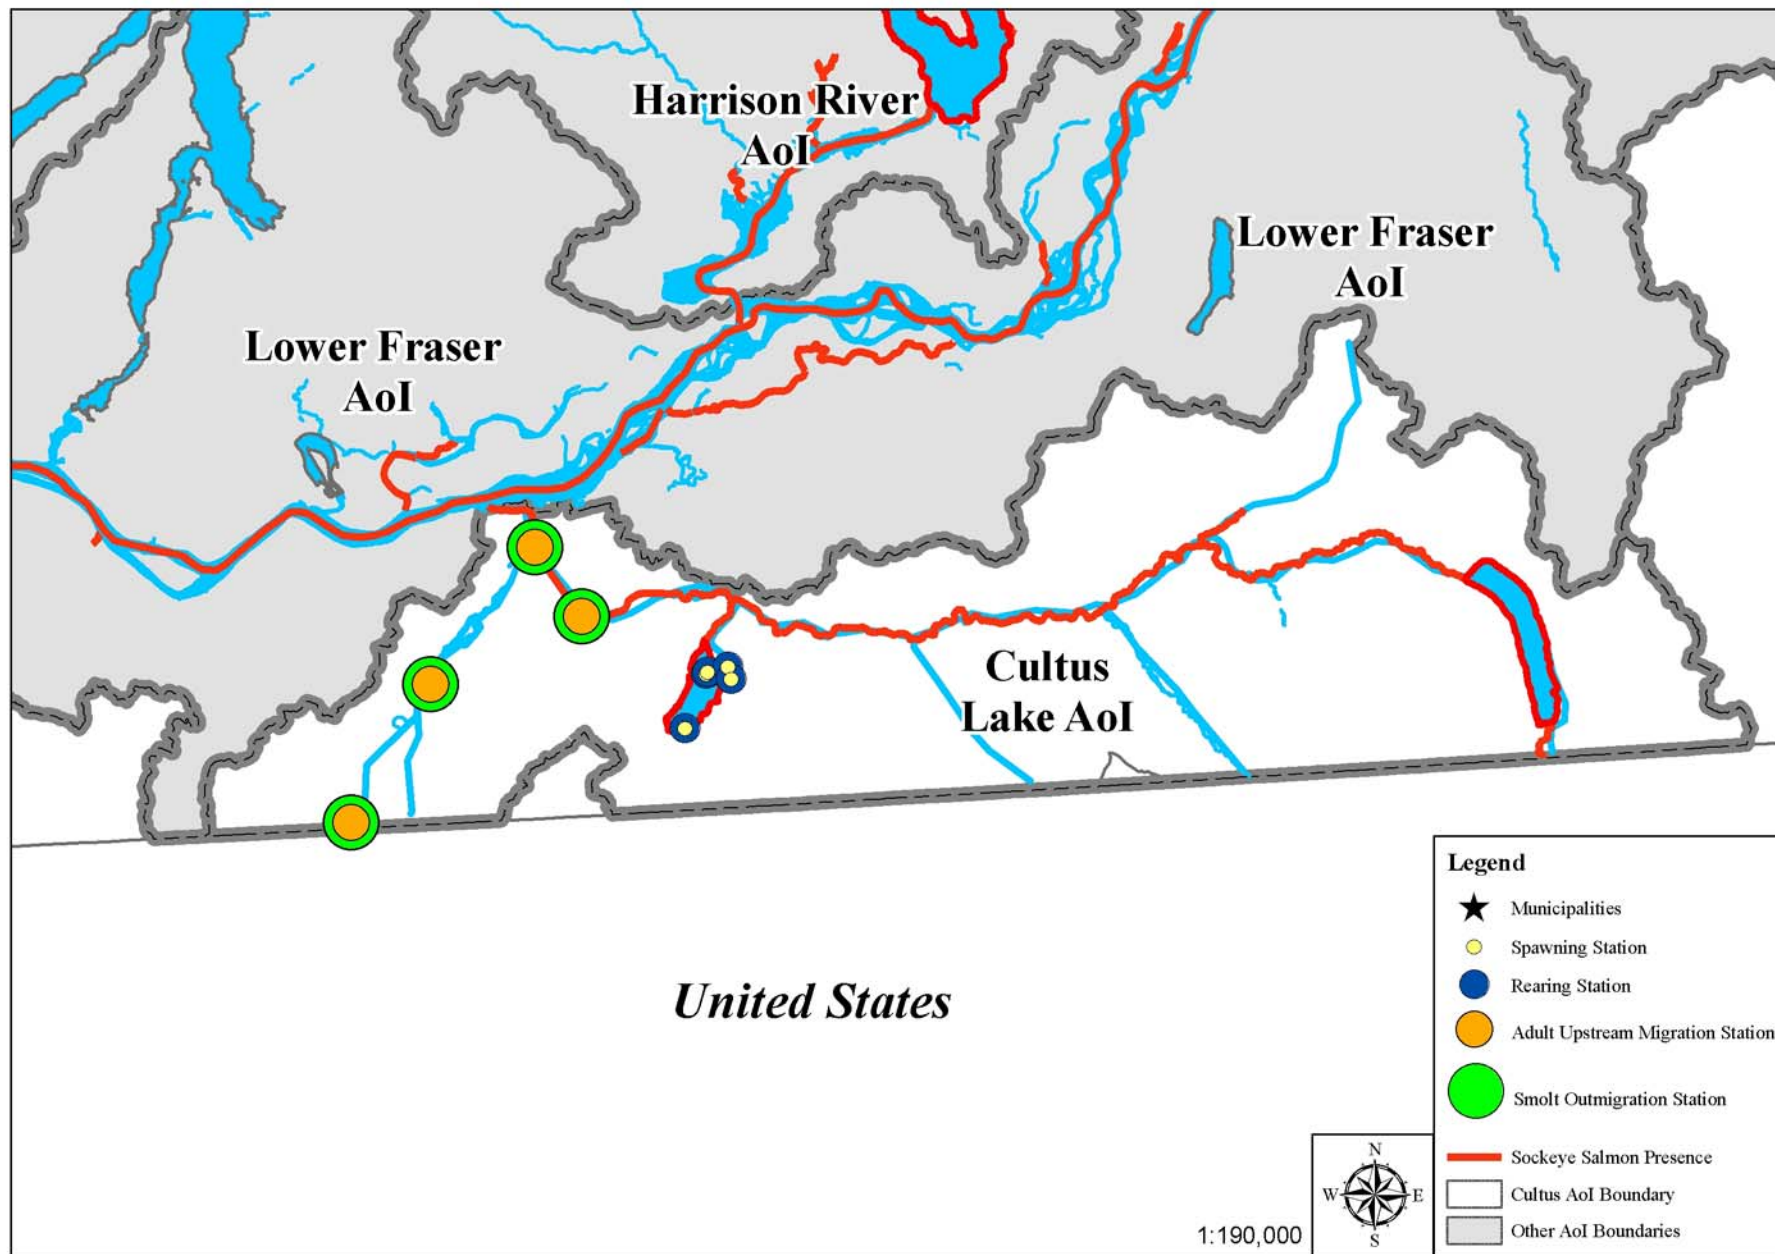 Harrison River
AoI
Lower Fraser
AoI
Lower Fraser
AoI
Cultus
Lake AoI
United States
Legend
Municipalities
Spawning Station
Rearing Station
Adult Upstream Migration Station
Smolt Outmigration Station
Sockeye Salmon Presence
Cultus AoI Boundary
Other AoI Boundaries
N
W E
S
1:190,000